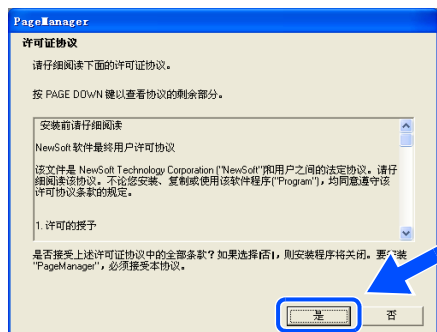 PageManager
许可证协议
请仔细阅读下面的许可证协议。
按 PAGE DOWN 键以查看协议的剩余部分。
安装前请仔细阅读
NewSoft 软件最终用户许可协议
该文件是 NewSoft Technology Corporation ("NewSoft")和用户之间的法定协议。请仔
细阅读该协议。不论您安装、复制或使用该软件程序("Program")，均同意遵守该
许可协议条款的规定。
1. 许可的授予
是否接受上述许可证协议中的全部条款？如果选择[否]，则安装程序将关闭。要安装
"PageManager"，必须接受本协议。
是
否